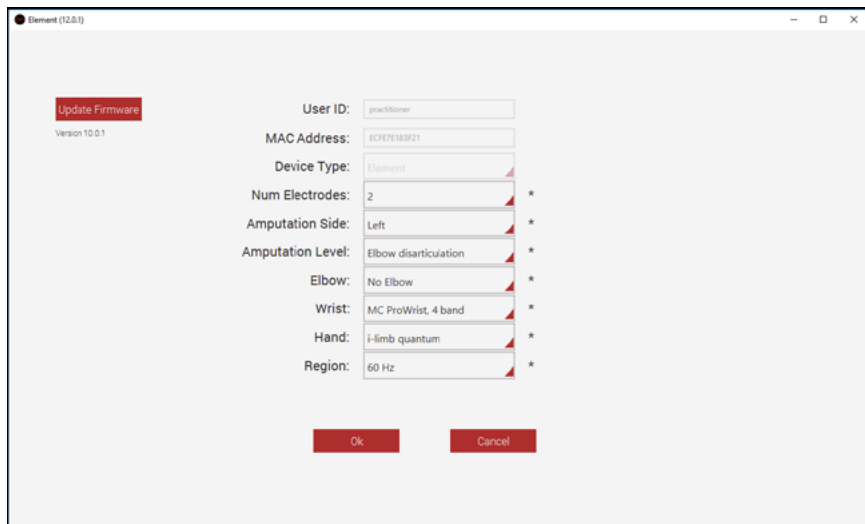 Element (12.0.1)
Update Firmware
Version 10.0.1
User ID: practitioner
MAC Address: ECFE7E183F21
Device Type: Element
Num Electrodes: 2 *
Amputation Side: Left *
Amputation Level: Elbow disarticulation *
Elbow: No Elbow *
Wrist: MC ProWrist, 4 band *
Hand: i-limb quantum *
Region: 60 Hz *
Ok Cancel